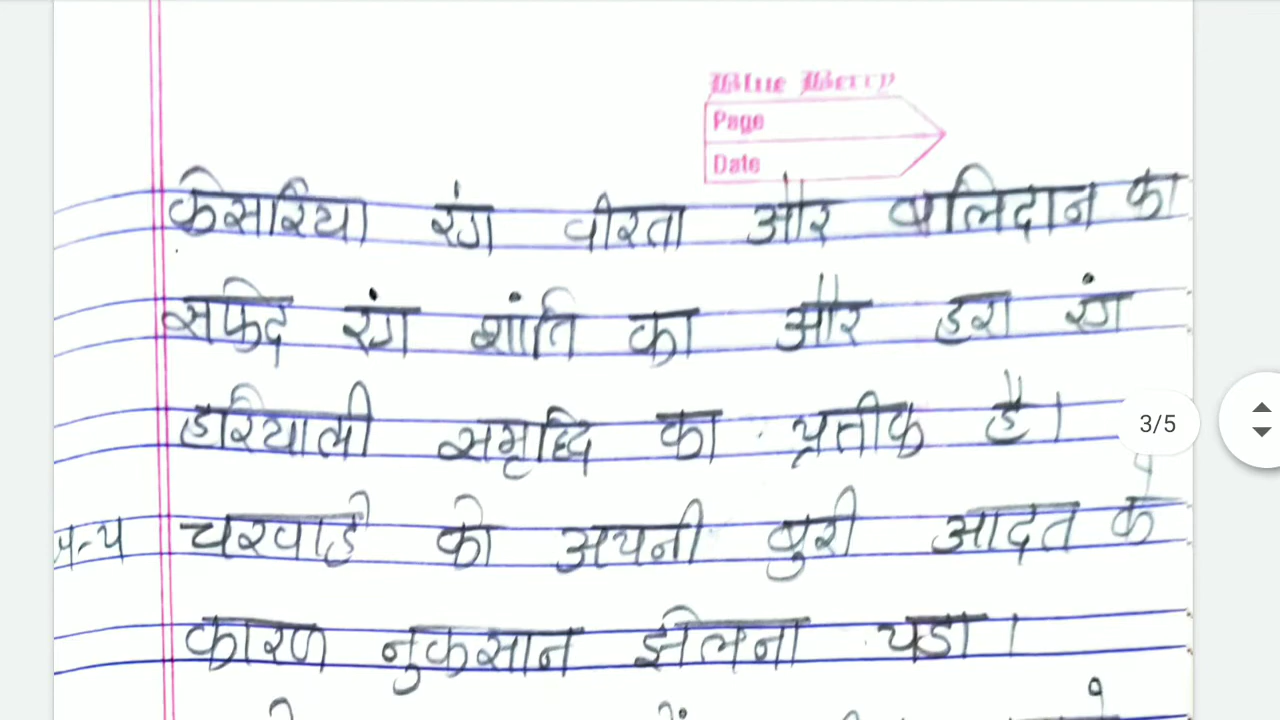 Blue Berry
Page
Date
केसरिया रंग वीरता और बलिदान का
सफेद रंग शांति का और हरा रंग
हरियाली समृद्धि का प्रतीक है।
3/5
चरवाहे को अपनी बुरी आदत के
कारण नुकसान झेलना पडा।